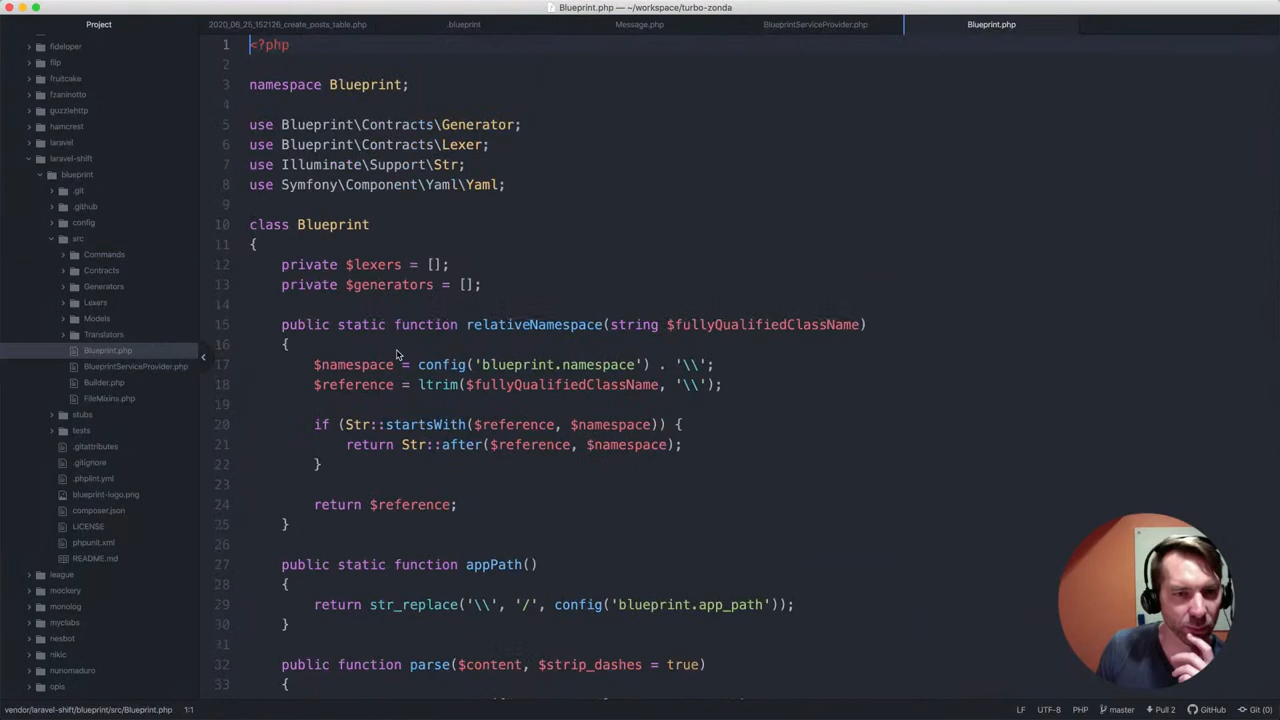 Blueprint.php — ~/workspace/turbo-zonda
Project
2020_06_25_152126_create_posts_table.php
.blueprint
Message.php
BlueprintServiceProvider.php
Blueprint.php
fideloper
filp
fruitcake
fzaninotto
guzzlehttp
hamcrest
laravel
laravel-shift
blueprint
.git
.github
config
src
Commands
Contracts
Generators
Lexers
Models
Translators
Blueprint.php
BlueprintServiceProvider.php
Builder.php
FileMixins.php
stubs
tests
.gitattributes
.gitignore
.phplint.yml
blueprint-logo.png
composer.json
LICENSE
phpunit.xml
README.md
league
mockery
monolog
myclabs
nesbot
nikic
nunomaduro
opis
1 <?php
2
3 namespace Blueprint;
4
5 use Blueprint\Contracts\Generator;
6 use Blueprint\Contracts\Lexer;
7 use Illuminate\Support\Str;
8 use Symfony\Component\Yaml\Yaml;
9
10 class Blueprint
11 {
12 private $lexers = [];
13 private $generators = [];
14
15 public static function relativeNamespace(string $fullyQualifiedClassName)
16 {
17 $namespace = config('blueprint.namespace') . '\\';
18 $reference = ltrim($fullyQualifiedClassName, '\\');
19
20 if (Str::startsWith($reference, $namespace)) {
21 return Str::after($reference, $namespace);
22 }
23
24 return $reference;
25 }
26
27 public static function appPath()
28 {
29 return str_replace('\\', '/', config('blueprint.app_path'));
30 }
31
32 public function parse($content, $strip_dashes = true)
33 {
vendor/laravel-shift/blueprint/src/Blueprint.php 1:1
LF UTF-8 PHP master Pull 2 GitHub Git (0)